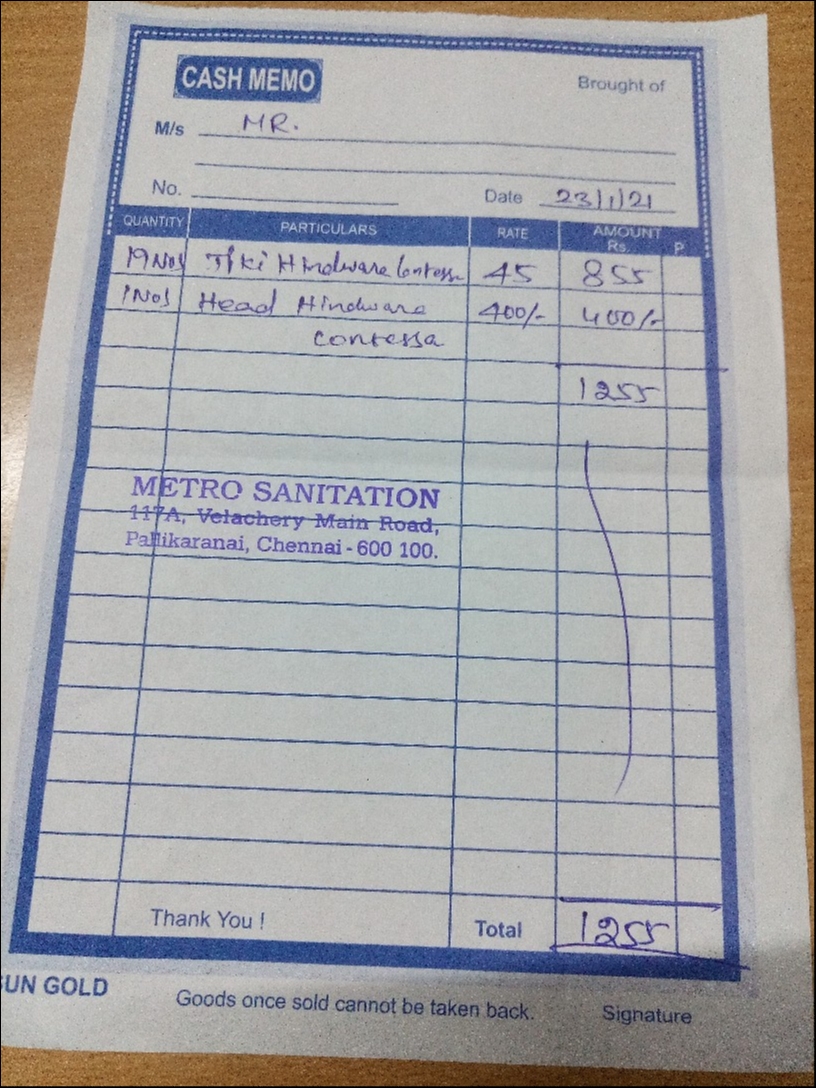 CASH MEMO
Brought of
M/s MR.
No. Date 23/1/21
QUANTITY PARTICULARS RATE AMOUNT
Rs. P.
19Nos Tiki Hindware Contessa 45 855
1Nos Head Hindware 400/- 400/-
Contessa
1255
METRO SANITATION
117A, Velachery Main Road,
Pallikaranai, Chennai - 600 100.
Thank You ! Total 1255
SUN GOLD
Goods once sold cannot be taken back. Signature